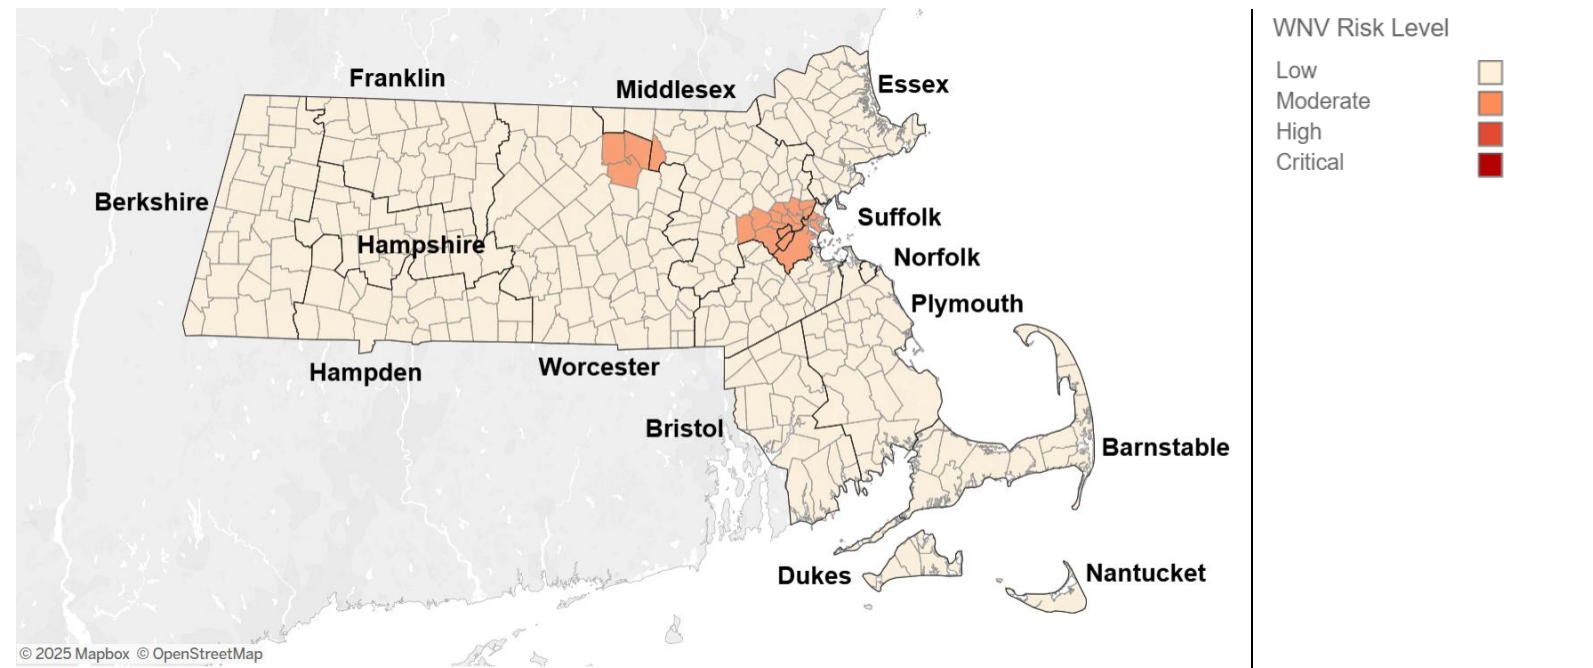 WNV Risk Level
Low
Moderate
High
Critical
Franklin
Middlesex
Essex
Berkshire
Suffolk
Hampshire
Norfolk
Plymouth
Hampden
Worcester
Bristol
Barnstable
Dukes
Nantucket
© 2025 Mapbox © OpenStreetMap